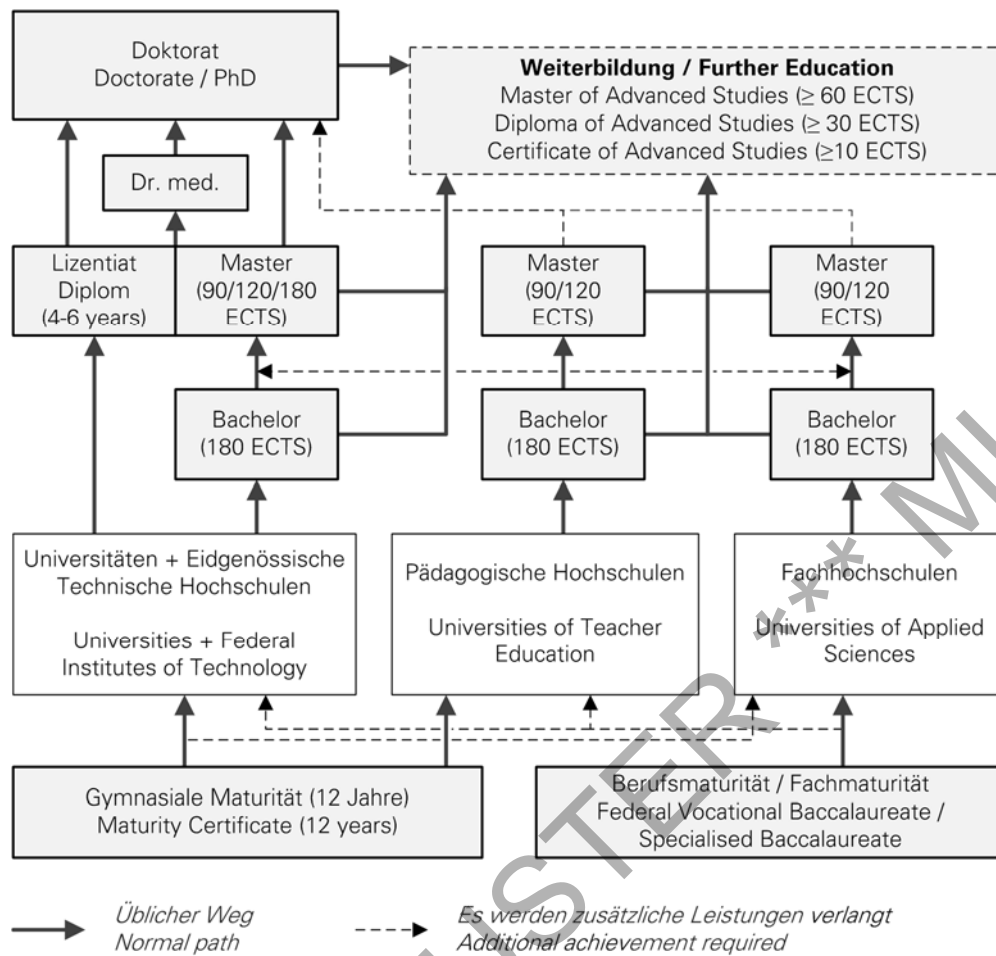 Doktorat
Doctorate / PhD
Weiterbildung / Further Education
Master of Advanced Studies (≥ 60 ECTS)
Diploma of Advanced Studies (≥ 30 ECTS)
Certificate of Advanced Studies (≥10 ECTS)
Dr. med.
Lizentiat
Diplom
(4-6 years)
Master
(90/120/180
ECTS)
Master
(90/120
ECTS)
Master
(90/120
ECTS)
Bachelor
(180 ECTS)
Bachelor
(180 ECTS)
Bachelor
(180 ECTS)
Universitäten + Eidgenössische
Technische Hochschulen
Universities + Federal
Institutes of Technology
Pädagogische Hochschulen
Universities of Teacher
Education
Fachhochschulen
Universities of Applied
Sciences
Gymnasiale Maturität (12 Jahre)
Maturity Certificate (12 years)
Berufsmaturität / Fachmaturität
Federal Vocational Baccalaureate /
Specialised Baccalaureate
Üblicher Weg
Normal path
Es werden zusätzliche Leistungen verlangt
Additional achievement required